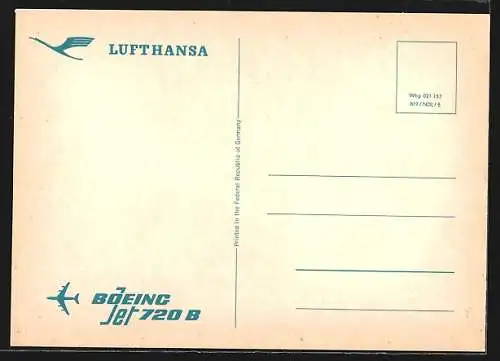 LUFTHANSA
Printed in the Federal Republic of Germany
BOEING
Jet 720 B